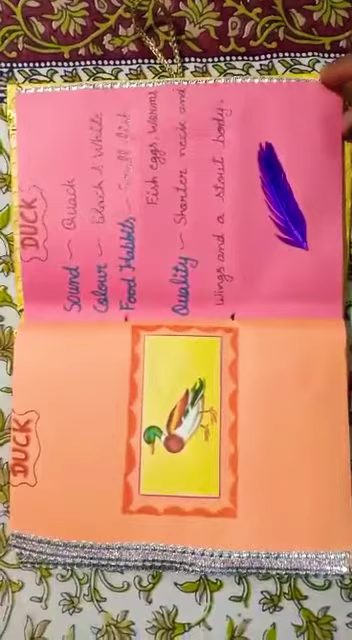 DUCK
DUCK
Sound - Quack
Colour - Black & White
Food Habbits - Small fish
Fish eggs, Worms
Quality - Shorter neck and
wings and a stout body.